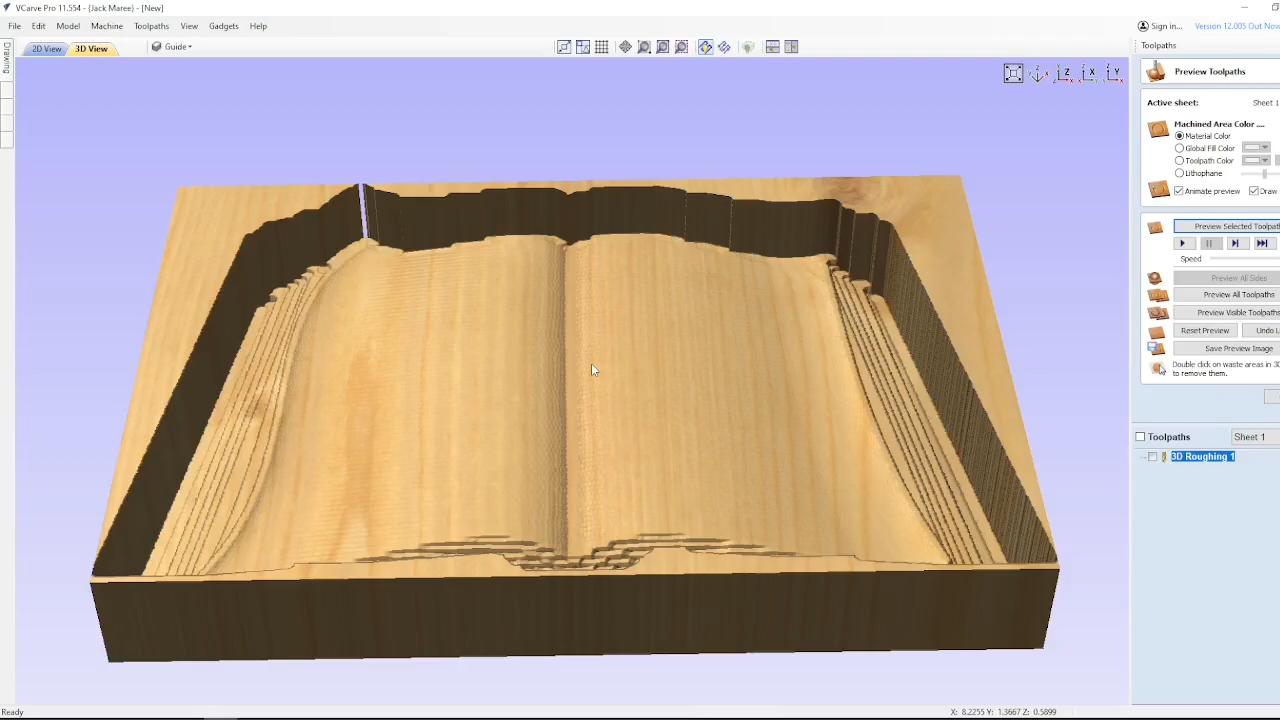 VCarve Pro 11.554 - {Jack Maree} - [New]
File Edit Model Machine Toolpaths View Gadgets Help
Sign in... Version 12.005 Out Now
2D View 3D View Guide
Toolpaths
Drawing
Z X Y
Preview Toolpaths
Active sheet: Sheet 1
Machined Area Color ....
Material Color
Global Fill Color
Toolpath Color
Lithophane
Animate preview Draw
Preview Selected Toolpath
Speed
Preview All Sides
Preview All Toolpaths
Preview Visible Toolpaths
Reset Preview Undo L
Save Preview Image
Double click on waste areas in 3D
to remove them.
Toolpaths Sheet 1
3D Roughing 1
Ready X: 8.2255 Y: 1.3667 Z: 0.5899